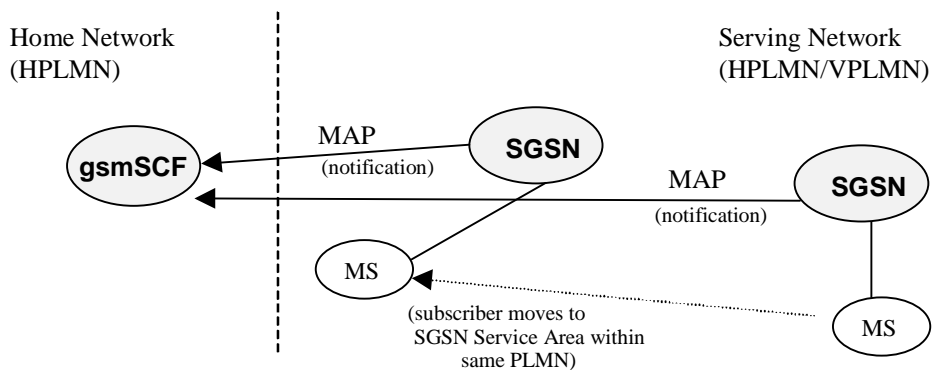 Home Network
(HPLMN)
Serving Network
(HPLMN/VPLMN)
MAP
(notification)
SGSN
gsmSCF
MAP
(notification)
SGSN
MS
(subscriber moves to
SGSN Service Area within
same PLMN)
MS